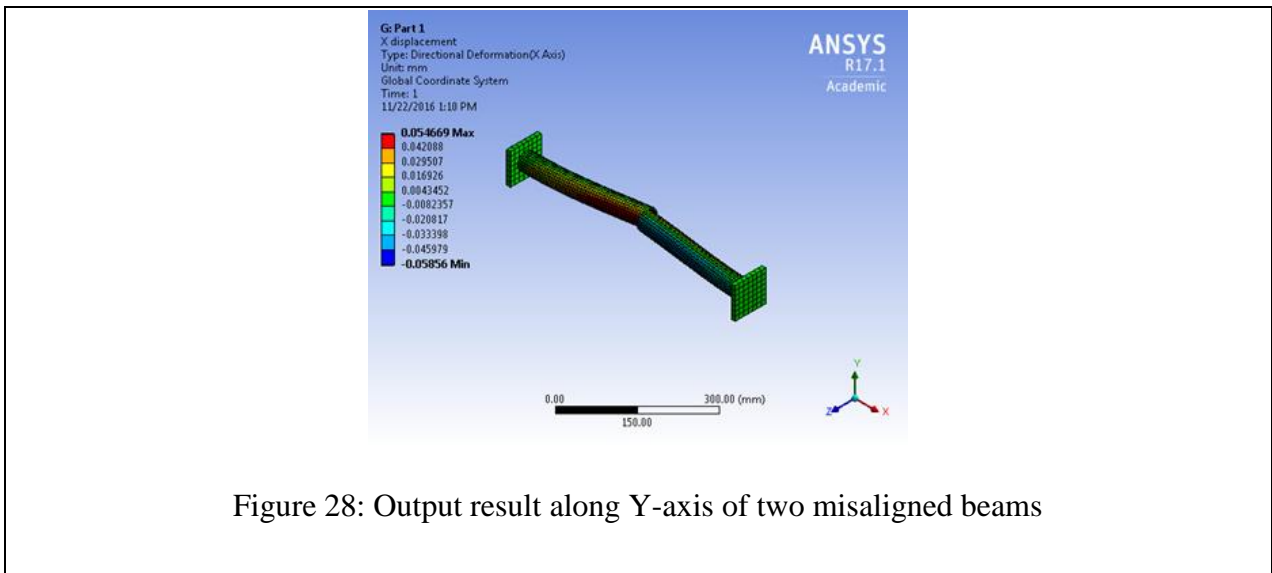 G: Part 1
X displacement
Type: Directional Deformation(X Axis)
Unit: mm
Global Coordinate System
Time: 1
11/22/2016 1:18 PM
ANSYS
R17.1
Academic
0.054669 Max
0.042088
0.029507
0.016926
0.0043452
-0.0082357
-0.020817
-0.033398
-0.045979
-0.05856 Min
0.00
300.00 (mm)
150.00
Y
Z
X
Figure 28: Output result along Y-axis of two misaligned beams